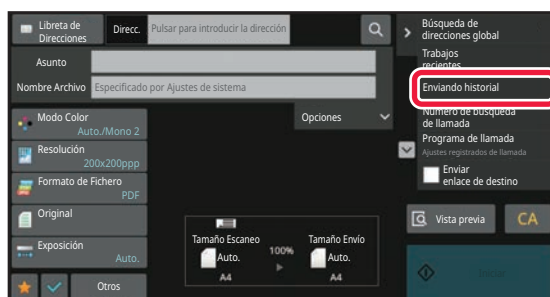 Libreta de
Direcciones
Direcc.
Pulsar para introducir la dirección
Asunto
Nombre Archivo
Especificado por Ajustes de sistema
Modo Color
Auto./Mono 2
Resolución
200x200ppp
Formato de Fichero
PDF
Original
Exposición
Auto.
Otros
Opciones
Tamaño Escaneo
Auto.
A4
100%
Tamaño Envío
Auto.
A4
Búsqueda de
direcciones global
Trabajos
recientes
Enviando historial
Número de búsqueda
de llamada
Programa de llamada
Ajustes registrados de llamada
Enviar
enlace de destino
Vista previa
CA